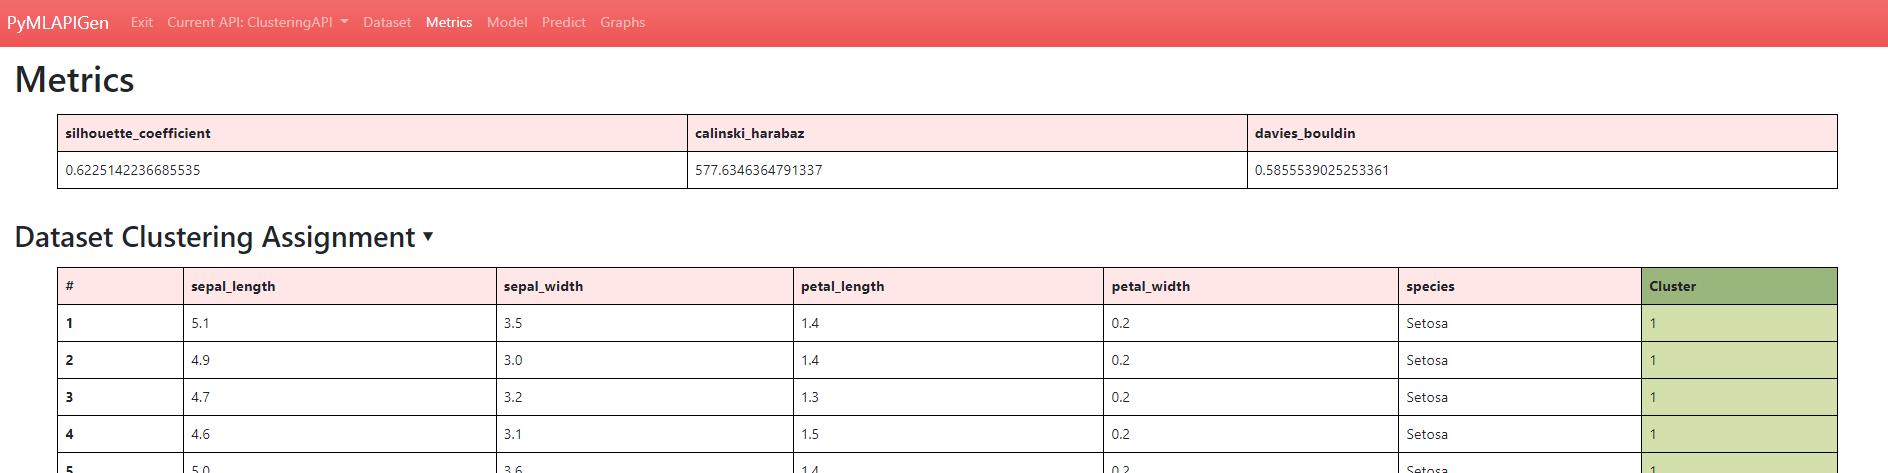 PyMLAPIGen Exit Current API: ClusteringAPI Dataset Metrics Model Predict Graphs
Metrics
silhouette_coefficient calinski_harabaz davies_bouldin
0.6225142236685535 577.6346364791337 0.5855539025253361
Dataset Clustering Assignment
# sepal_length sepal_width petal_length petal_width species Cluster
1 5.1 3.5 1.4 0.2 Setosa 1
2 4.9 3.0 1.4 0.2 Setosa 1
3 4.7 3.2 1.3 0.2 Setosa 1
4 4.6 3.1 1.5 0.2 Setosa 1
5 5.0 3.6 1.4 0.2 Setosa 1